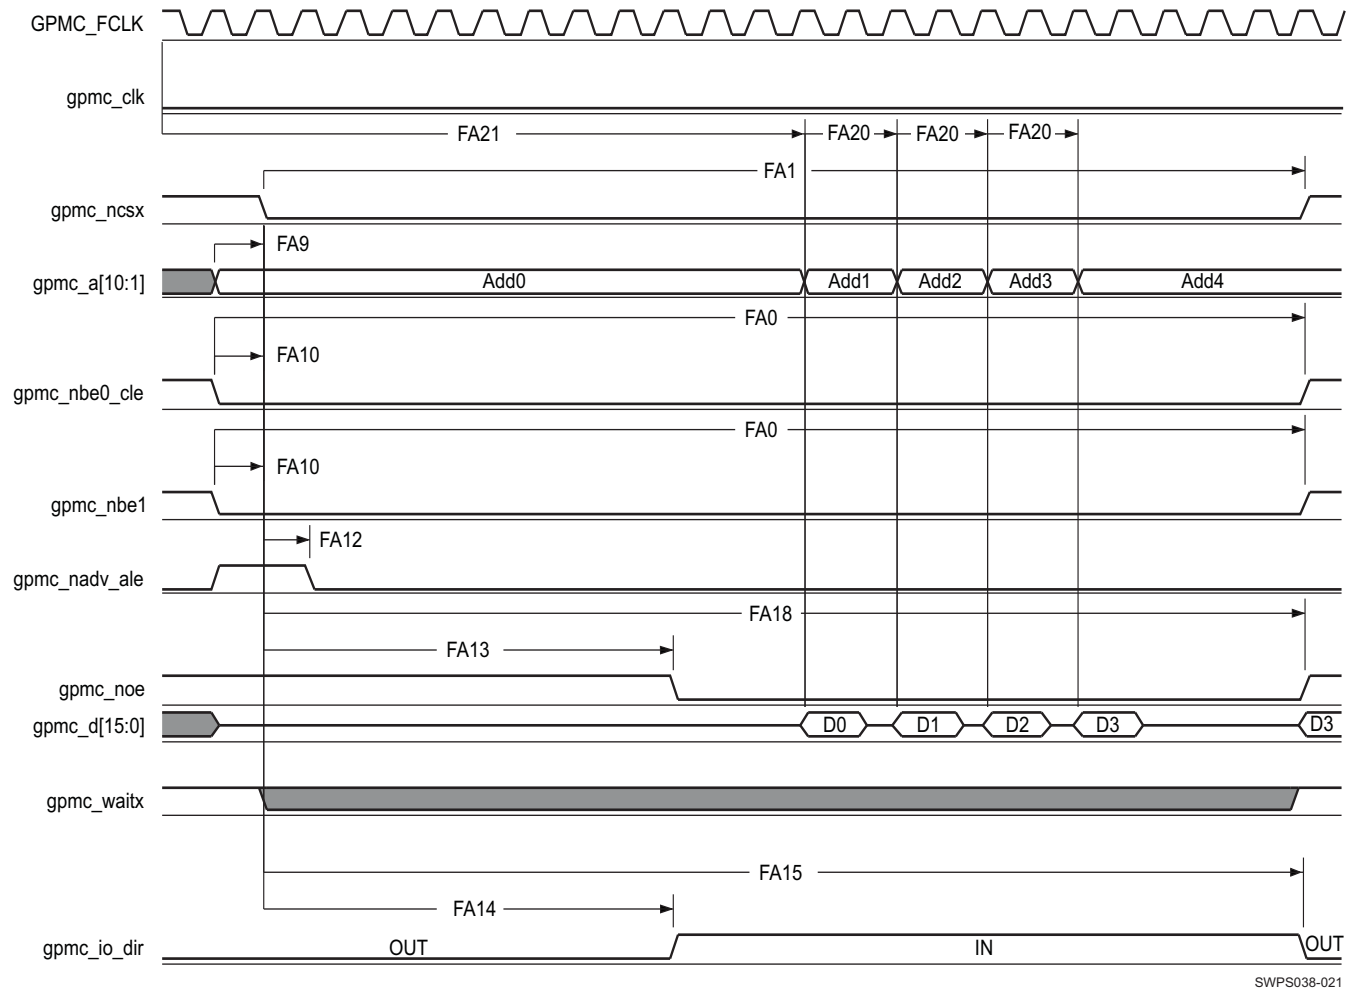 GPMC_FCLK
gpmc_clk
FA21 FA20 FA20 FA20
FA1
gpmc_ncsx
FA9
gpmc_a[10:1] Add0 Add1 Add2 Add3 Add4
FA0
FA10
gpmc_nbe0_cle
FA0
FA10
gpmc_nbe1
FA12
gpmc_nadv_ale
FA18
FA13
gpmc_noe
gpmc_d[15:0] D0 D1 D2 D3 D3
gpmc_waitx
FA15
FA14
gpmc_io_dir OUT IN OUT
SWPS038-021